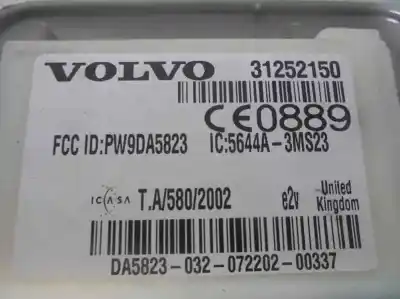 VOLVO 31252150
CE0889
FCC ID:PW9DA5823 IC:5644A-3MS23
ICASA T.A/580/2002 e2v United Kingdom
DA5823-032-072202-00337